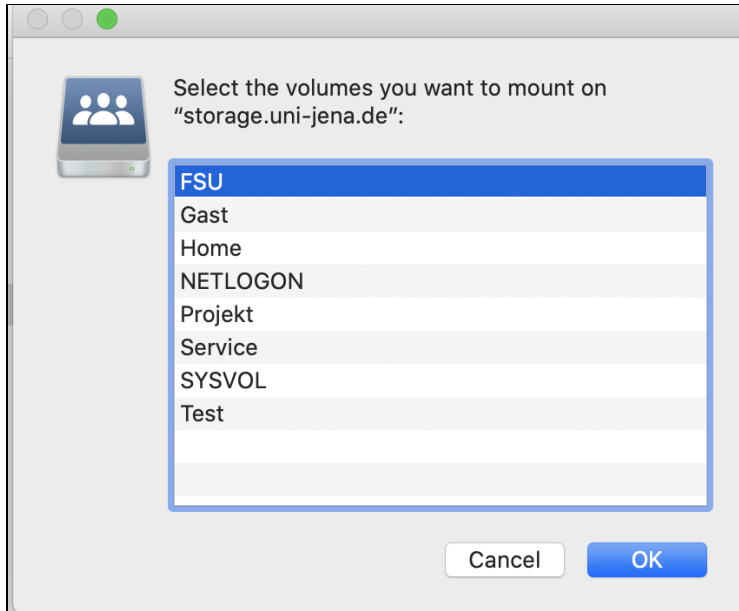 Select the volumes you want to mount on
“storage.uni-jena.de”:
FSU
Gast
Home
NETLOGON
Projekt
Service
SYSVOL
Test
Cancel OK